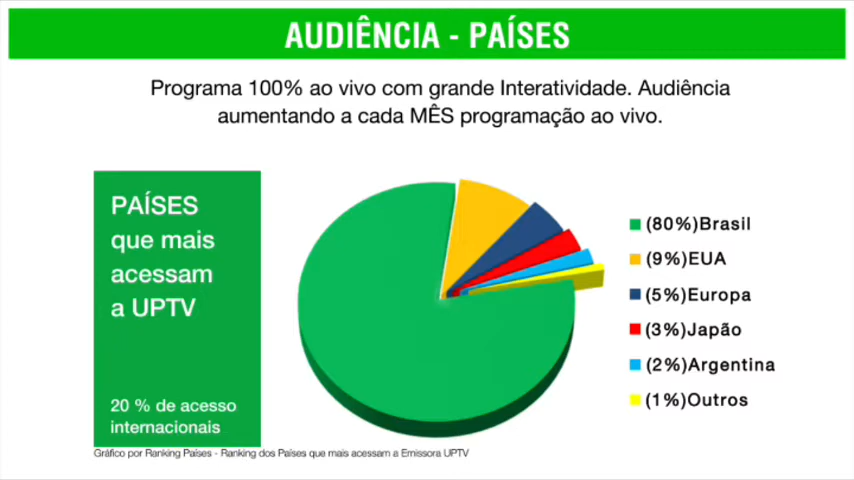 AUDIÊNCIA - PAÍSES
Programa 100% ao vivo com grande Interatividade. Audiência
aumentando a cada MÊS programação ao vivo.
PAÍSES
que mais
acessam
a UPTV
20 % de acesso
internacionais
(80%)Brasil
(9%)EUA
(5%)Europa
(3%)Japão
(2%)Argentina
(1%)Outros
Gráfico por Ranking Países - Ranking dos Países que mais acessam a Emissora UPTV